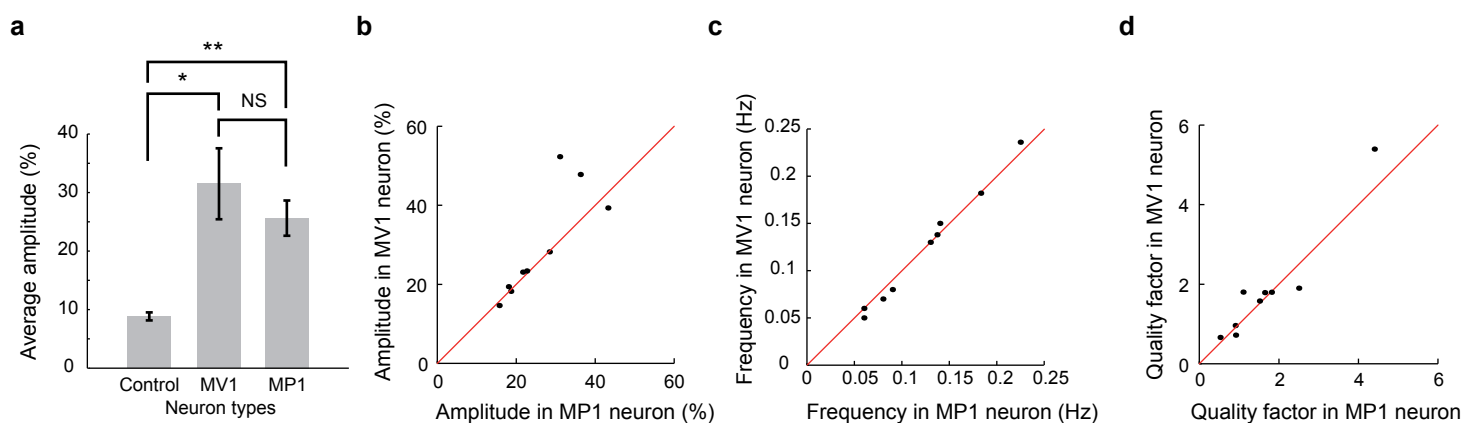 a
**
*
NS
40
30
20
10
0
Average amplitude (%)
Control MV1 MP1
Neuron types
b
60
40
20
0
Amplitude in MV1 neuron (%)
0 20 40 60
Amplitude in MP1 neuron (%)
c
0.25
0.2
0.15
0.1
0.05
0
Frequency in MV1 neuron (Hz)
0 0.05 0.1 0.15 0.2 0.25
Frequency in MP1 neuron (Hz)
d
6
4
2
0
Quality factor in MV1 neuron
0 2 4 6
Quality factor in MP1 neuron